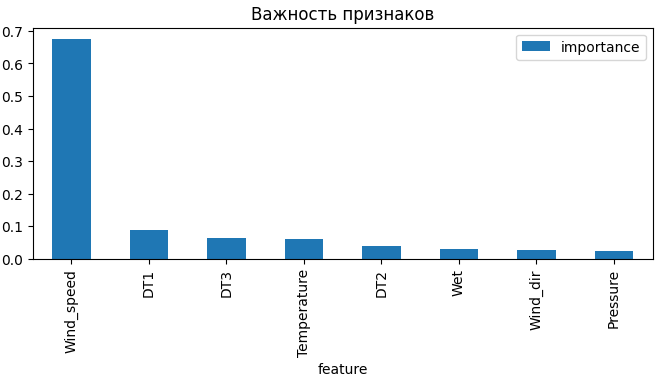 Важность признаков
importance
0.7
0.6
0.5
0.4
0.3
0.2
0.1
0.0
Wind_speed
DT1
DT3
Temperature
DT2
Wet
Wind_dir
Pressure
feature